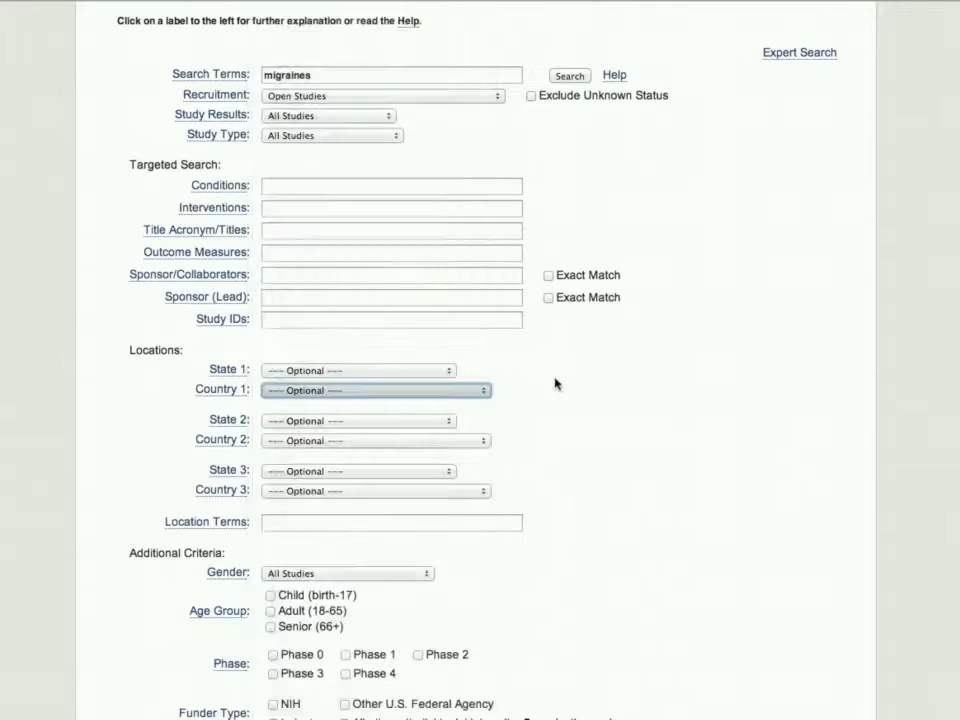 Click on a label to the left for further explanation or read the Help.
Expert Search
Search Terms: migraines Search Help
Recruitment: Open Studies Exclude Unknown Status
Study Results: All Studies
Study Type: All Studies
Targeted Search:
Conditions:
Interventions:
Title Acronym/Titles:
Outcome Measures:
Sponsor/Collaborators: Exact Match
Sponsor (Lead): Exact Match
Study IDs:
Locations:
State 1: --- Optional ---
Country 1: --- Optional ---
State 2: --- Optional ---
Country 2: --- Optional ---
State 3: --- Optional ---
Country 3: --- Optional ---
Location Terms:
Additional Criteria:
Gender: All Studies
Child (birth-17)
Age Group: Adult (18-65)
Senior (66+)
Phase 0 Phase 1 Phase 2
Phase: Phase 3 Phase 4
NIH Other U.S. Federal Agency
Funder Type: